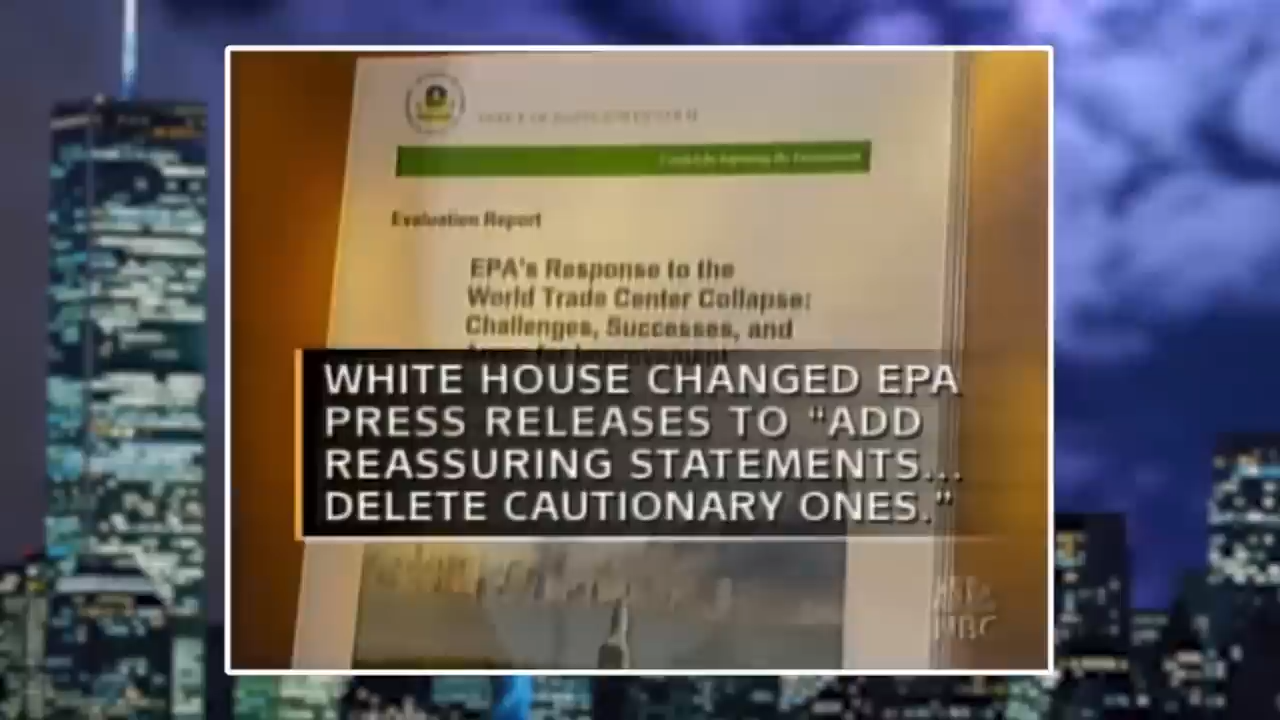 Evaluation Report
EPA's Response to the
World Trade Center Collapse:
Challenges, Successes, and
WHITE HOUSE CHANGED EPA
PRESS RELEASES TO “ADD
REASSURING STATEMENTS...
DELETE CAUTIONARY ONES.”